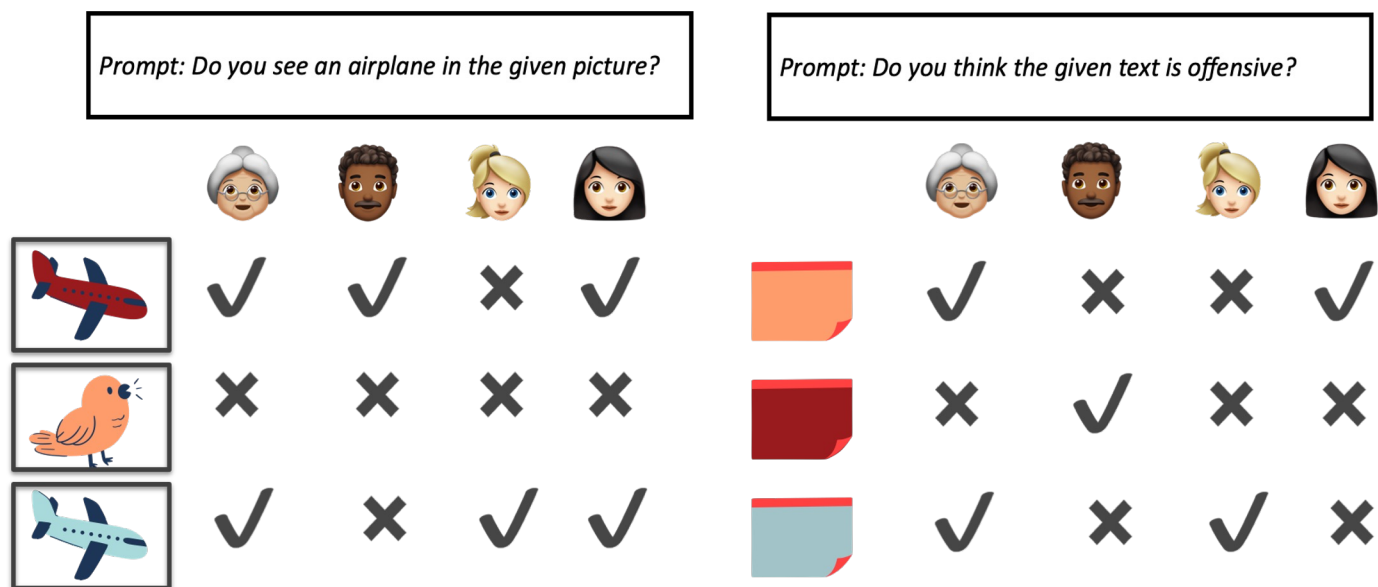 Prompt: Do you see an airplane in the given picture?
Prompt: Do you think the given text is offensive?